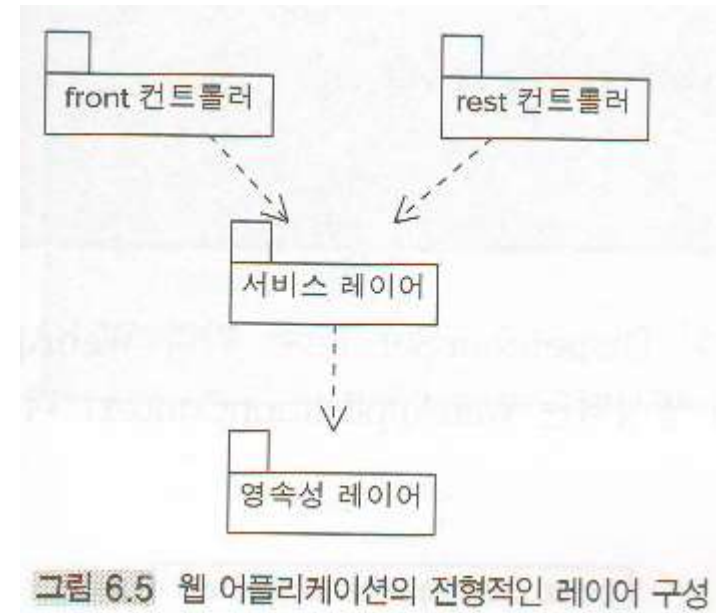 front 컨트롤러
rest 컨트롤러
서비스 레이어
영속성 레이어
그림 6.5 웹 어플리케이션의 전형적인 레이어 구성